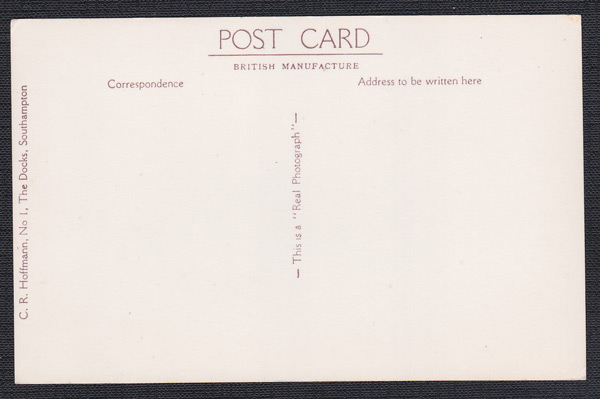 POST CARD
BRITISH MANUFACTURE
Correspondence
Address to be written here
— This is a "Real Photograph" —
C. R. Hoffmann, No 1, The Docks, Southampton